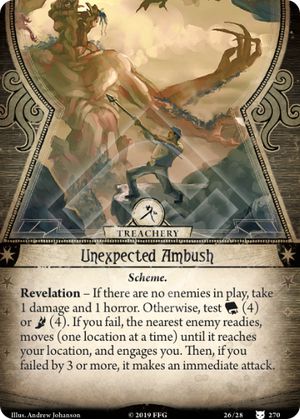 TREACHERY
Unexpected Ambush
Scheme.
Revelation – If there are no enemies in play, take
1 damage and 1 horror. Otherwise, test (4)
or (4). If you fail, the nearest enemy readies,
moves (one location at a time) until it reaches
your location, and engages you. Then, if you
failed by 3 or more, it makes an immediate attack.
Illus. Andrew Johanson © 2019 FFG 26/28 270